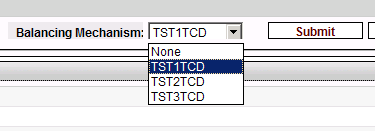 Balancing Mechanism: TST1TCD Submit
None
TST1TCD
TST2TCD
TST3TCD